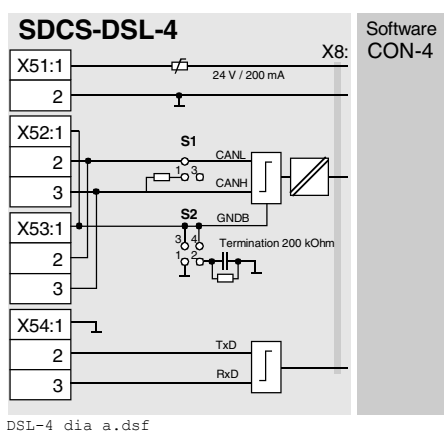 SDCS-DSL-4
Software
CON-4
X8:
X51:1
24 V / 200 mA
2
X52:1
S1
2
CANL
1 3
3
CANH
S2
GNDB
X53:1
3 4
Termination 200 kOhm
2
1 2
3
X54:1
TxD
2
RxD
3
DSL-4 dia a.dsf